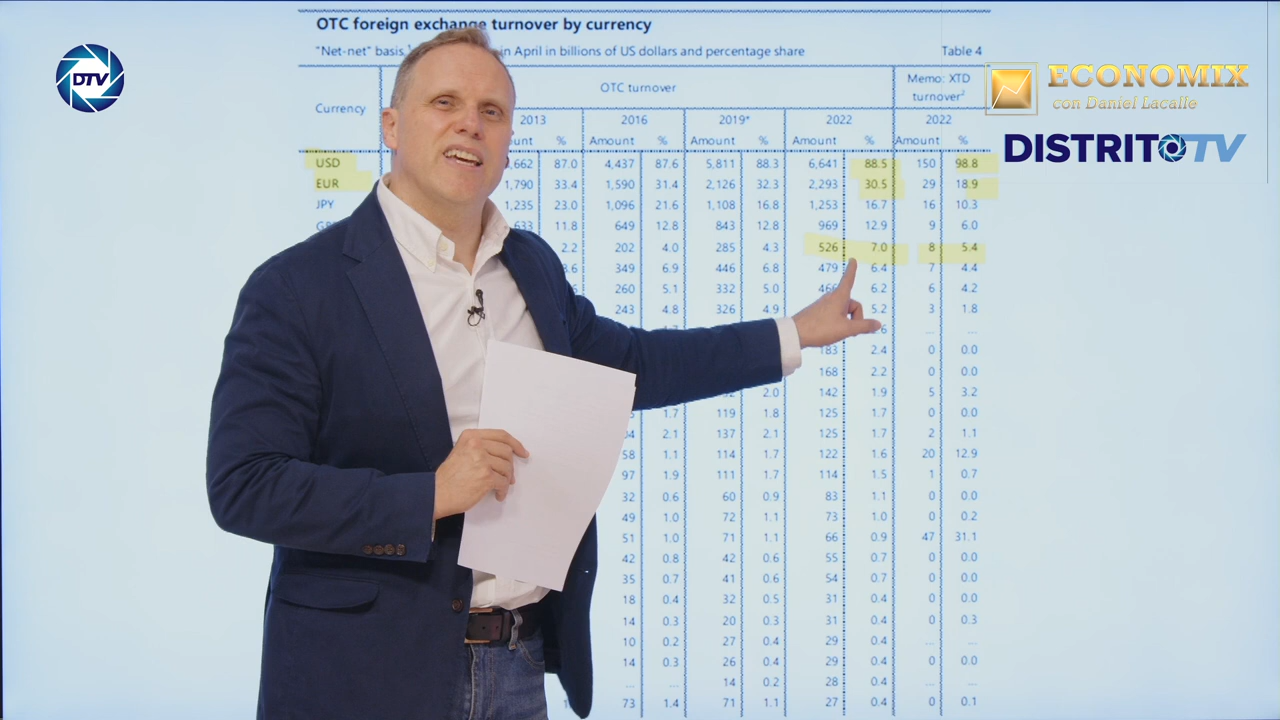 OTC foreign exchange turnover by currency
"Net-net" basis, in April in billions of US dollars and percentage share Table 4
DTV
ECONOMIX
con Daniel Lacalle
DISTRITO TV
Currency OTC turnover Memo: XTD
turnover²
2013 2016 2019* 2022 2022
% Amount % Amount % Amount % Amount %
USD 87.0 4,437 87.6 5,811 88.3 6,641 88.5 150 98.8
EUR 1,790 33.4 1,590 31.4 2,126 32.3 2,293 30.5 29 18.9
JPY 1,235 23.0 1,096 21.6 1,108 16.8 1,253 16.7 16 10.3
633 11.8 649 12.8 843 12.8 969 12.9 9 6.0
2.2 202 4.0 285 4.3 526 7.0 8 5.4
349 6.9 446 6.8 479 6.4 7 4.4
260 5.1 332 5.0 6.2 6 4.2
243 4.8 326 4.9 5.2 3 1.8
.... ....
183 2.4 0 0.0
168 2.2 0 0.0
2.0 142 1.9 5 3.2
1.7 119 1.8 125 1.7 0 0.0
2.1 137 2.1 125 1.7 2 1.1
1.1 114 1.7 122 1.6 20 12.9
1.9 111 1.7 114 1.5 1 0.7
32 0.6 60 0.9 83 1.1 0 0.0
49 1.0 72 1.1 73 1.0 0 0.2
51 1.0 71 1.1 66 0.9 47 31.1
42 0.8 42 0.6 55 0.7 0 0.0
35 0.7 41 0.6 54 0.7 0 0.0
18 0.4 32 0.5 31 0.4 0 0.0
14 0.3 20 0.3 31 0.4 0 0.3
10 0.2 27 0.4 29 0.4 .... ....
14 0.3 26 0.4 29 0.4 0 0.0
.... .... 14 0.2 28 0.4 .... ....
73 1.4 71 1.1 27 0.4 0 0.1